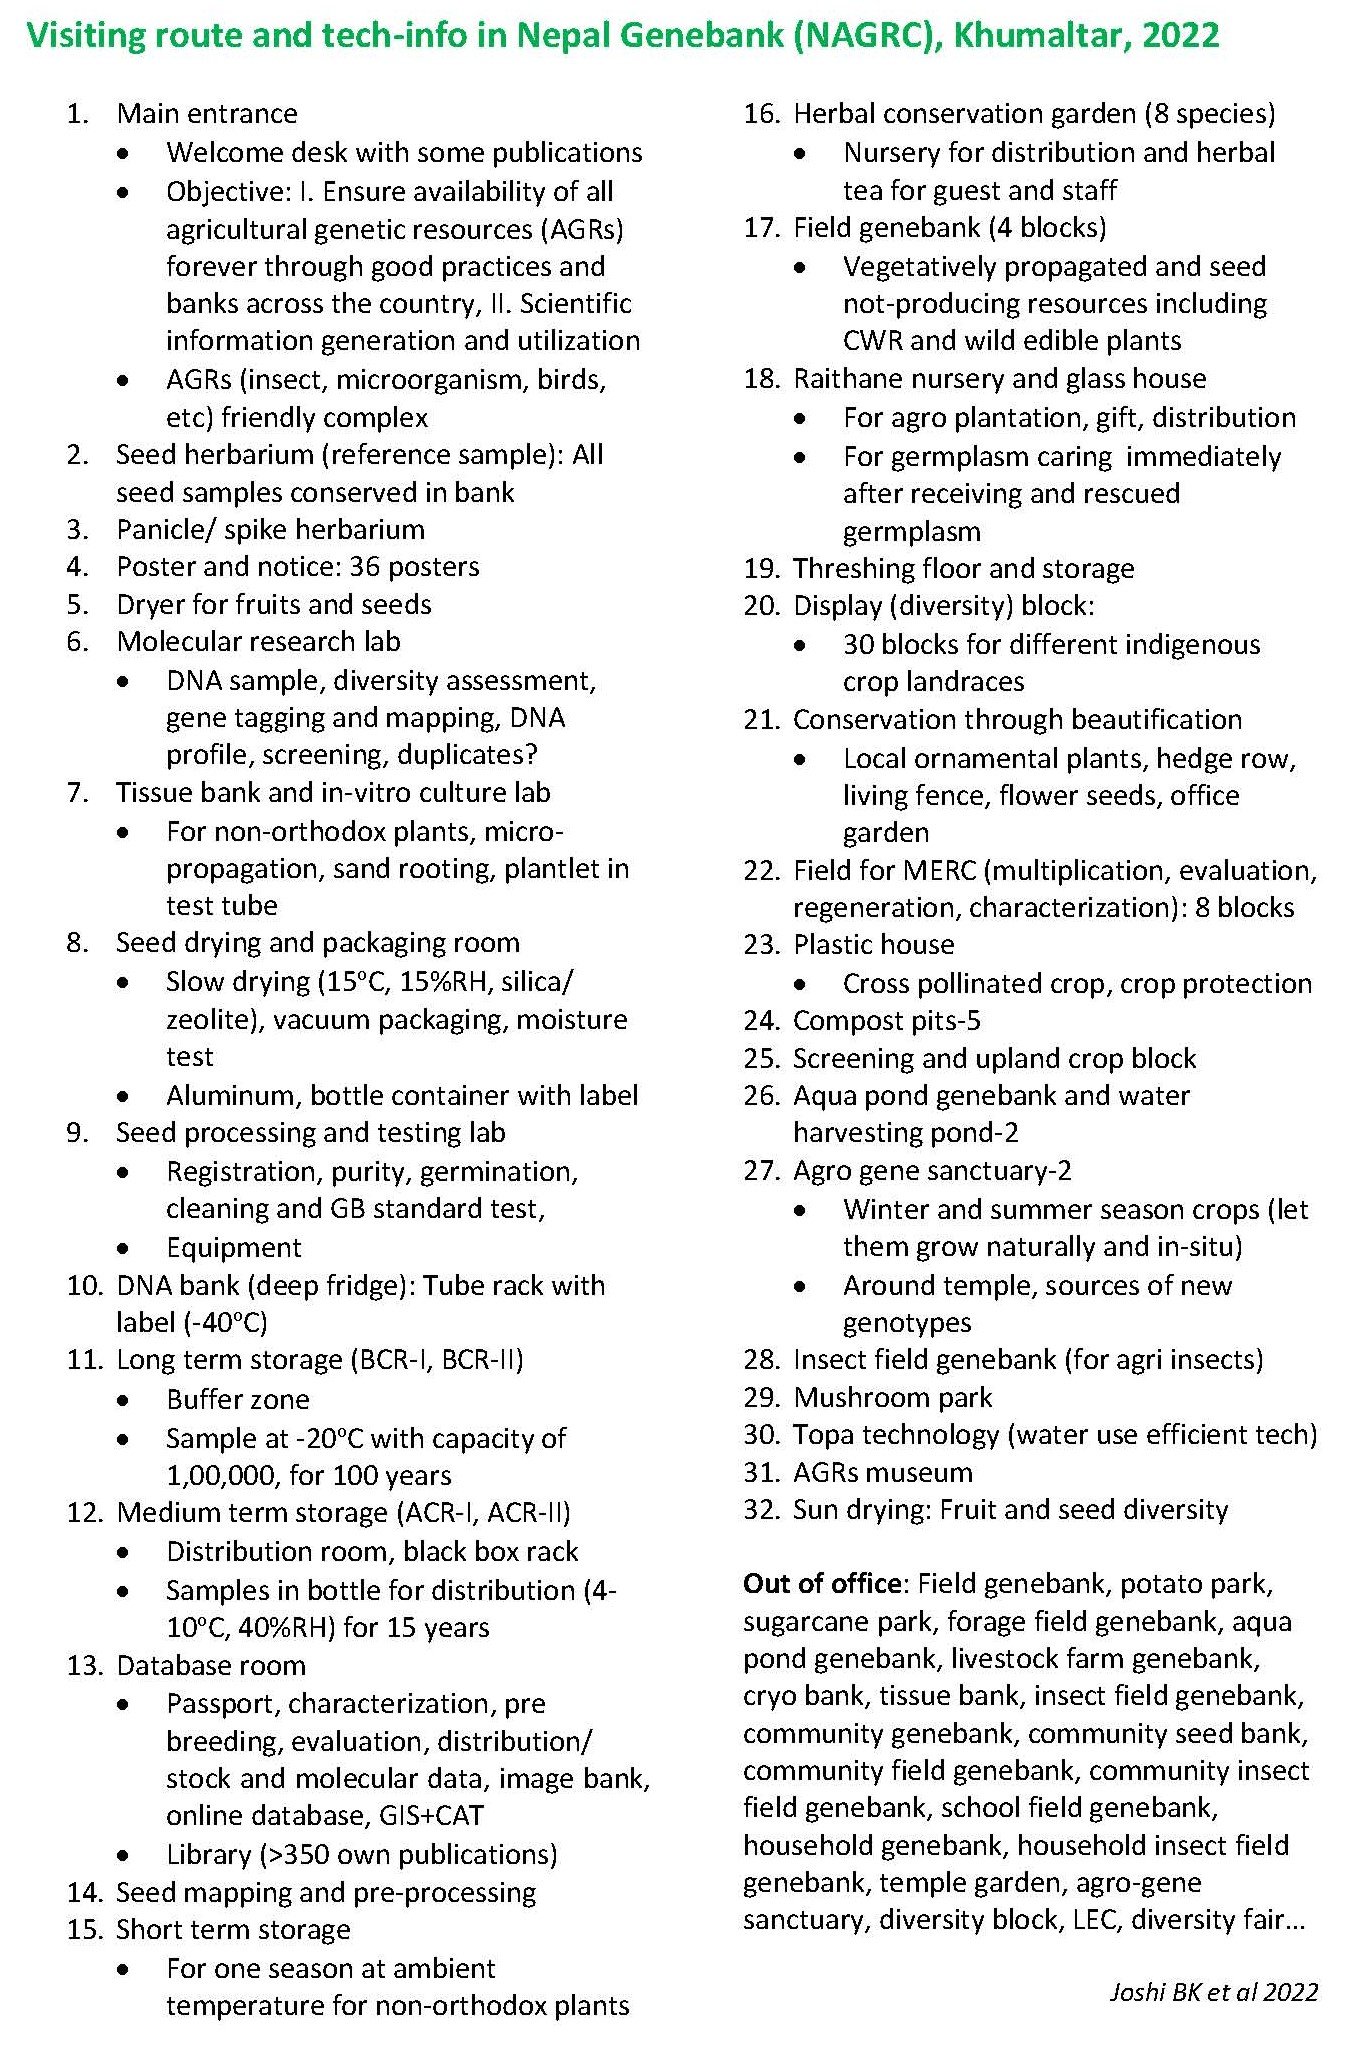 Visiting route and tech-info in Nepal Genebank (NAGRC), Khumaltar, 2022
1. Main entrance
• Welcome desk with some publications
• Objective: I. Ensure availability of all
agricultural genetic resources (AGRs)
forever through good practices and
banks across the country, II. Scientific
information generation and utilization
• AGRs (insect, microorganism, birds,
etc) friendly complex
2. Seed herbarium (reference sample): All
seed samples conserved in bank
3. Panicle/ spike herbarium
4. Poster and notice: 36 posters
5. Dryer for fruits and seeds
6. Molecular research lab
• DNA sample, diversity assessment,
gene tagging and mapping, DNA
profile, screening, duplicates?
7. Tissue bank and in-vitro culture lab
• For non-orthodox plants, micro-
propagation, sand rooting, plantlet in
test tube
8. Seed drying and packaging room
• Slow drying (15°C, 15%RH, silica/
zeolite), vacuum packaging, moisture
test
• Aluminum, bottle container with label
9. Seed processing and testing lab
• Registration, purity, germination,
cleaning and GB standard test,
• Equipment
10. DNA bank (deep fridge): Tube rack with
label (-40°C)
11. Long term storage (BCR-I, BCR-II)
• Buffer zone
• Sample at -20°C with capacity of
1,00,000, for 100 years
12. Medium term storage (ACR-I, ACR-II)
• Distribution room, black box rack
• Samples in bottle for distribution (4-
10°C, 40%RH) for 15 years
13. Database room
• Passport, characterization, pre
breeding, evaluation, distribution/
stock and molecular data, image bank,
online database, GIS+CAT
• Library (>350 own publications)
14. Seed mapping and pre-processing
15. Short term storage
• For one season at ambient
temperature for non-orthodox plants
16. Herbal conservation garden (8 species)
• Nursery for distribution and herbal
tea for guest and staff
17. Field genebank (4 blocks)
• Vegetatively propagated and seed
not-producing resources including
CWR and wild edible plants
18. Raithane nursery and glass house
• For agro plantation, gift, distribution
• For germplasm caring immediately
after receiving and rescued
germplasm
19. Threshing floor and storage
20. Display (diversity) block:
• 30 blocks for different indigenous
crop landraces
21. Conservation through beautification
• Local ornamental plants, hedge row,
living fence, flower seeds, office
garden
22. Field for MERC (multiplication, evaluation,
regeneration, characterization): 8 blocks
23. Plastic house
• Cross pollinated crop, crop protection
24. Compost pits-5
25. Screening and upland crop block
26. Aqua pond genebank and water
harvesting pond-2
27. Agro gene sanctuary-2
• Winter and summer season crops (let
them grow naturally and in-situ)
• Around temple, sources of new
genotypes
28. Insect field genebank (for agri insects)
29. Mushroom park
30. Topa technology (water use efficient tech)
31. AGRs museum
32. Sun drying: Fruit and seed diversity
Out of office: Field genebank, potato park,
sugarcane park, forage field genebank, aqua
pond genebank, livestock farm genebank,
cryo bank, tissue bank, insect field genebank,
community genebank, community seed bank,
community field genebank, community insect
field genebank, school field genebank,
household genebank, household insect field
genebank, temple garden, agro-gene
sanctuary, diversity block, LEC, diversity fair...
Joshi BK et al 2022